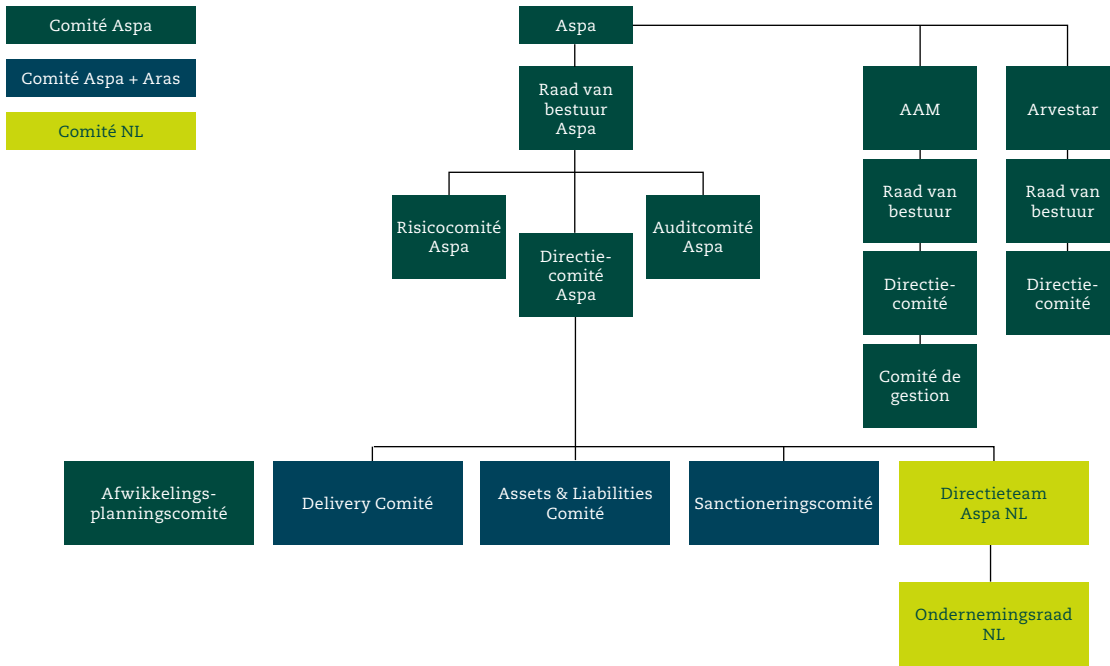 Comité Aspa
Comité Aspa + Aras
Comité NL
Aspa
Raad van
bestuur
Aspa
AAM
Arvestar
Risicocomité
Aspa
Directie-
comité
Aspa
Auditcomité
Aspa
Raad van
bestuur
Raad van
bestuur
Directie-
comité
Directie-
comité
Comité de
gestion
Afwikkelings-
planningscomité
Delivery Comité
Assets & Liabilities
Comité
Sanctioneringscomité
Directieteam
Aspa NL
Ondernemingsraad
NL